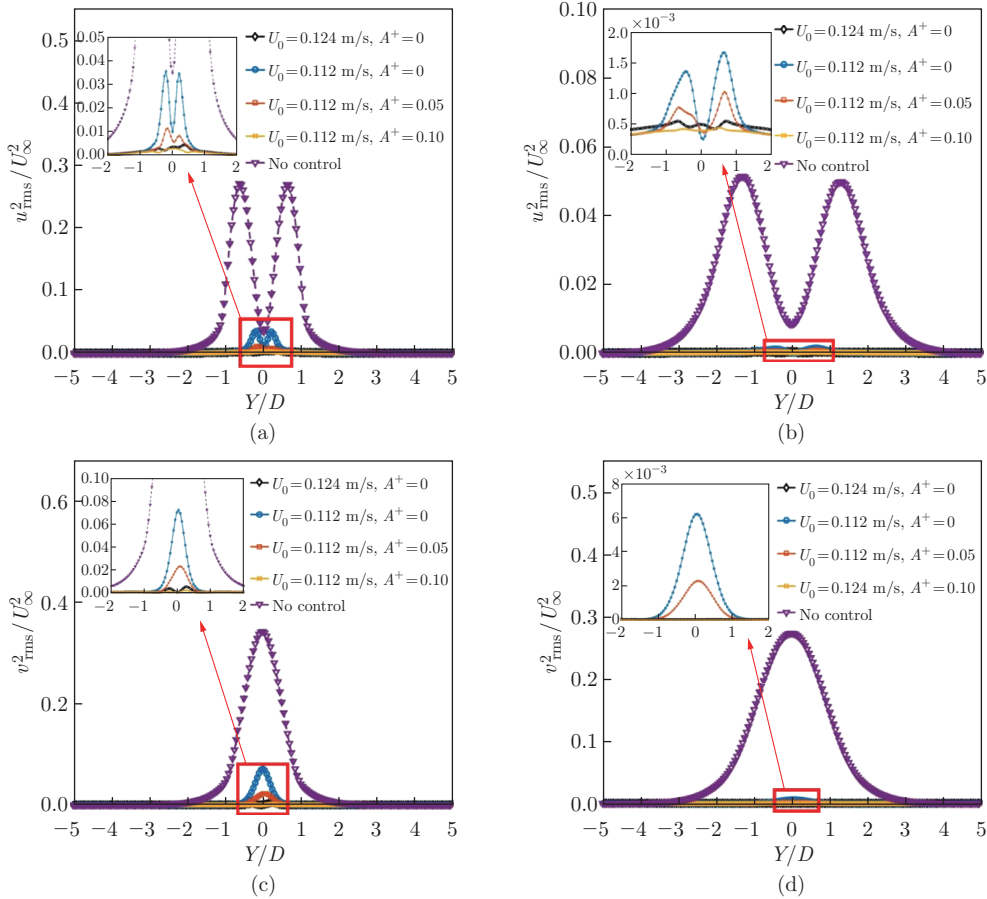 0.5
0.3
0.2
0.1
0.0
u²rms/U²∞
0.05
0.04
0.03
0.02
0.01
0.00
−2 −1 0 1 2
U₀=0.124 m/s, A⁺=0
U₀=0.112 m/s, A⁺=0
U₀=0.112 m/s, A⁺=0.05
U₀=0.112 m/s, A⁺=0.10
No control
−5 −4 −3 −2 −1 0 1 2 3 4 5
Y/D
(a)
0.10
0.08
0.06
0.04
0.02
0.00
u²rms/U²∞
×10⁻³
2.0
1.5
1.0
0.5
0.0
−2 −1 0 1 2
U₀=0.124 m/s, A⁺=0
U₀=0.112 m/s, A⁺=0
U₀=0.112 m/s, A⁺=0.05
U₀=0.112 m/s, A⁺=0.10
No control
−5 −4 −3 −2 −1 0 1 2 3 4 5
Y/D
(b)
0.6
0.4
0.2
0.0
v²rms/U²∞
0.10
0.08
0.06
0.04
0.02
0.00
−2 −1 0 1 2
U₀=0.124 m/s, A⁺=0
U₀=0.112 m/s, A⁺=0
U₀=0.112 m/s, A⁺=0.05
U₀=0.112 m/s, A⁺=0.10
No control
−5 −4 −3 −2 −1 0 1 2 3 4 5
Y/D
(c)
0.5
0.4
0.3
0.2
0.1
0.0
v²rms/U²∞
×10⁻³
8
6
4
2
0
−2 −1 0 1 2
U₀=0.124 m/s, A⁺=0
U₀=0.112 m/s, A⁺=0
U₀=0.112 m/s, A⁺=0.05
U₀=0.124 m/s, A⁺=0.10
No control
−5 −4 −3 −2 −1 0 1 2 3 4 5
Y/D
(d)